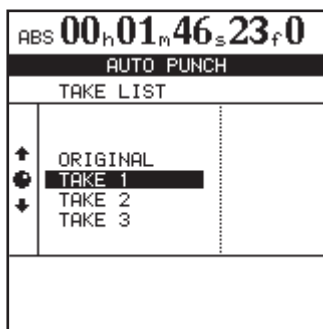 ABS 00h01m46s23f0
AUTO PUNCH
TAKE LIST
ORIGINAL
TAKE 1
TAKE 2
TAKE 3